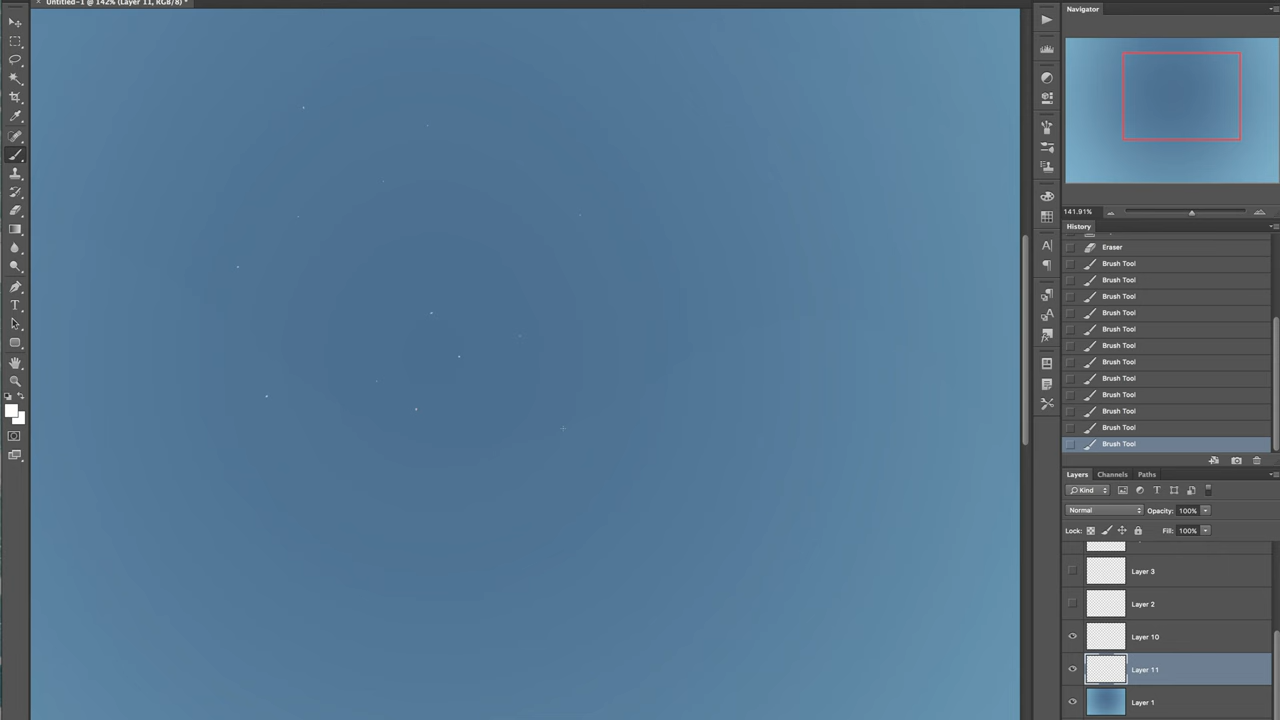 Untitled-1 @ 142% (Layer 11, RGB/8) *
Navigator
141.91%
History
Eraser
Brush Tool
Brush Tool
Brush Tool
Brush Tool
Brush Tool
Brush Tool
Brush Tool
Brush Tool
Brush Tool
Brush Tool
Brush Tool
Brush Tool
Layers Channels Paths
Kind
Normal Opacity: 100%
Lock: Fill: 100%
Layer 3
Layer 2
Layer 10
Layer 11
Layer 1